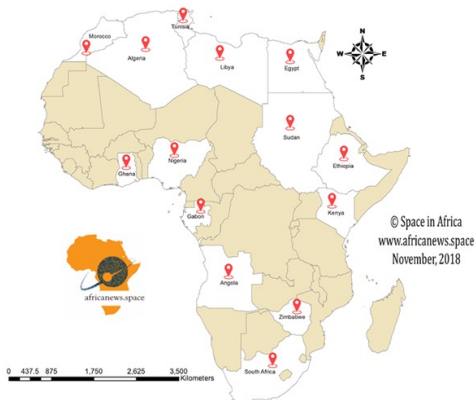 Tunisia
Morocco
Algeria
Libya
Egypt
N
W
E
S
Sudan
Nigeria
Ghana
Ethiopia
Gabon
Kenya
© Space in Africa
www.africanews.space
November, 2018
africanews.space
Angola
Zimbabwe
South Africa
0 437.5 875 1,750 2,625 3,500
Kilometers